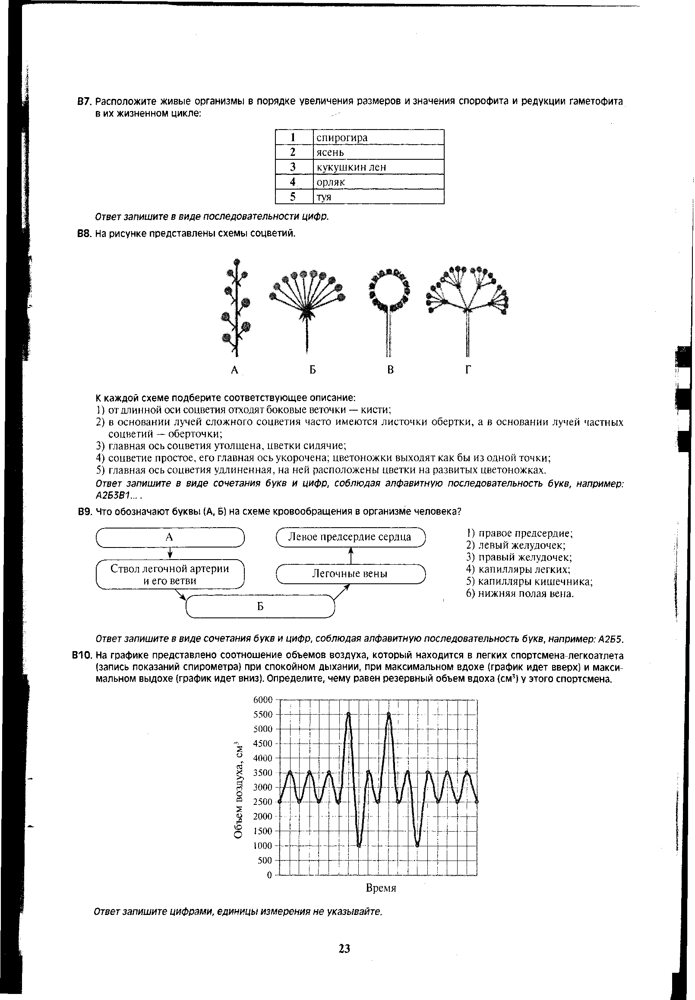 В7. Расположите живые организмы в порядке увеличения размеров и значения спорофита и редукции гаметофита
в их жизненном цикле:
1 спирогира
2 ясень
3 кукушкин лен
4 орляк
5 туя
Ответ запишите в виде последовательности цифр.
В8. На рисунке представлены схемы соцветий.
А Б В Г
К каждой схеме подберите соответствующее описание:
1) от длинной оси соцветия отходят боковые веточки — кисти;
2) в основании лучей сложного соцветия часто имеются листочки обертки, а в основании лучей частных
соцветий — оберточки;
3) главная ось соцветия утолщена, цветки сидячие;
4) соцветие простое, его главная ось укорочена; цветоножки выходят как бы из одной точки;
5) главная ось соцветия удлиненная, на ней расположены цветки на развитых цветоножках.
Ответ запишите в виде сочетания букв и цифр, соблюдая алфавитную последовательность букв, например:
А2Б3В1... .
В9. Что обозначают буквы (А, Б) на схеме кровообращения в организме человека?
А
Ствол легочной артерии
и его ветви
Б
Легочные вены
Левое предсердие сердца
1) правое предсердие;
2) левый желудочек;
3) правый желудочек;
4) капилляры легких;
5) капилляры кишечника;
6) нижняя полая вена.
Ответ запишите в виде сочетания букв и цифр, соблюдая алфавитную последовательность букв, например: А2Б5.
В10. На графике представлено соотношение объемов воздуха, который находится в легких спортсмена-легкоатлета
(запись показаний спирометра) при спокойном дыхании, при максимальном вдохе (график идет вверх) и макси-
мальном выдохе (график идет вниз). Определите, чему равен резервный объем вдоха (см³) у этого спортсмена.
Объем воздуха, см³
6000
5500
5000
4500
4000
3500
3000
2500
2000
1500
1000
500
0
Время
Ответ запишите цифрами, единицы измерения не указывайте.
23